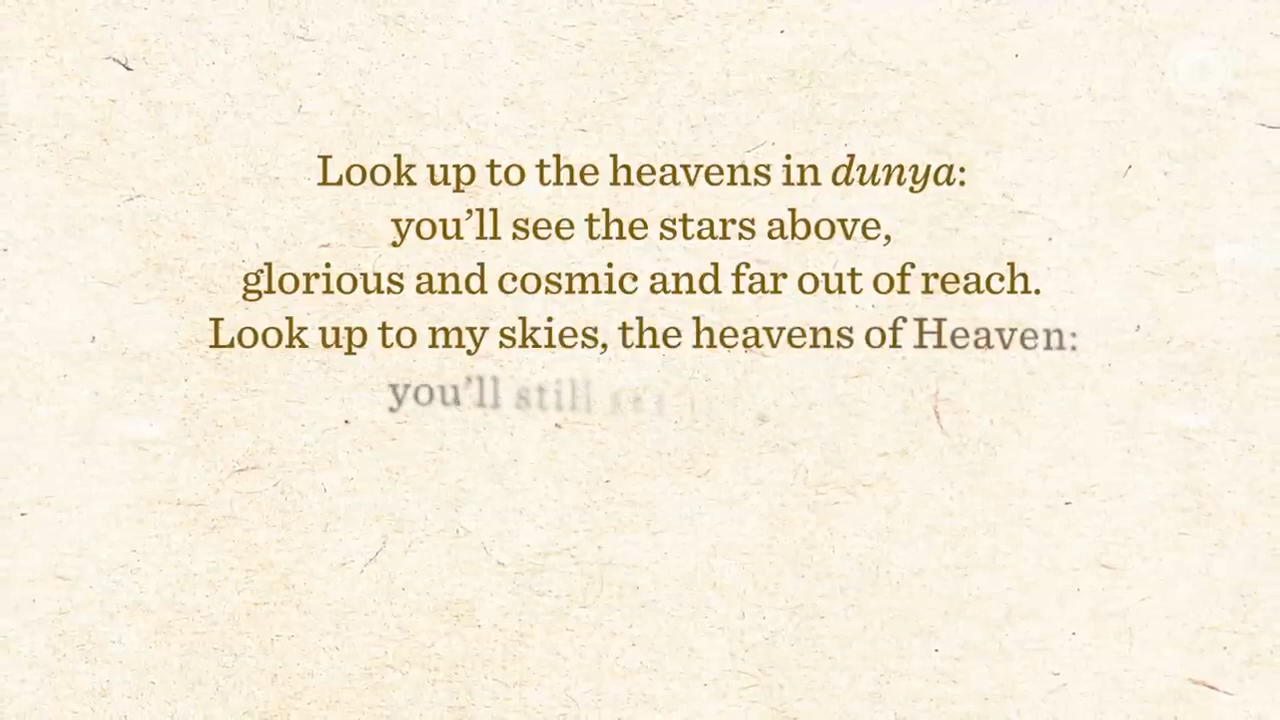 Look up to the heavens in dunya:
you’ll see the stars above,
glorious and cosmic and far out of reach.
Look up to my skies, the heavens of Heaven:
you’ll still